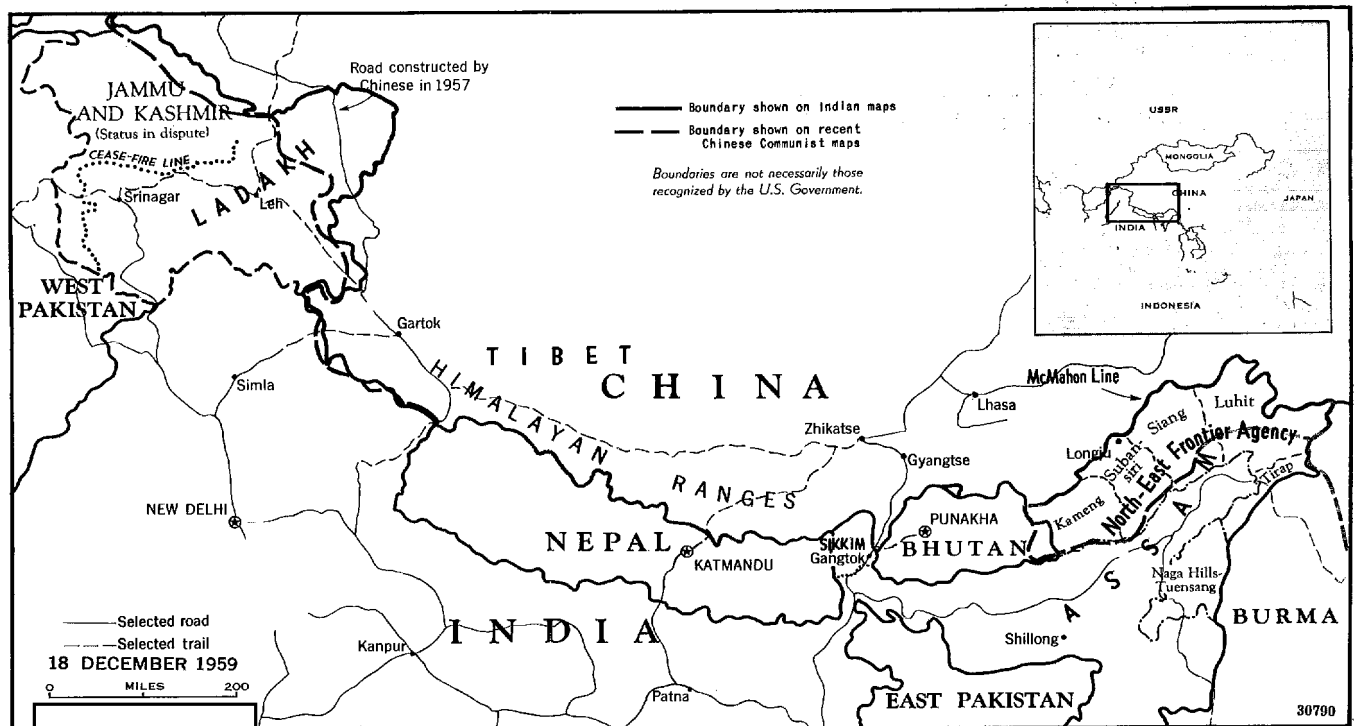 Road constructed by
Chinese in 1957
JAMMU
AND KASHMIR
(Status in dispute)
CEASE-FIRE LINE
Srinagar
LADAKH
Leh
WEST
PAKISTAN
Boundary shown on Indian maps
Boundary shown on recent
Chinese Communist maps
Boundaries are not necessarily those
recognized by the U.S. Government.
USSR
MONGOLIA
CHINA
JAPAN
INDIA
INDONESIA
Gartok
Simla
TIBET
CHINA
HIMALAYAN RANGES
McMahon Line
Lhasa
Zhikatse
Gyangtse
Luhit
Siang
Longju
Suban-
siri
Kameng
North-East Frontier Agency
Tirap
NEW DELHI
NEPAL
KATMANDU
SIKKIM
Gangtok
PUNAKHA
BHUTAN
ASSAM
Naga Hills-
Tuensang
BURMA
Shillong
INDIA
Kanpur
Patna
EAST PAKISTAN
Selected road
Selected trail
18 DECEMBER 1959
0 MILES 200
30790